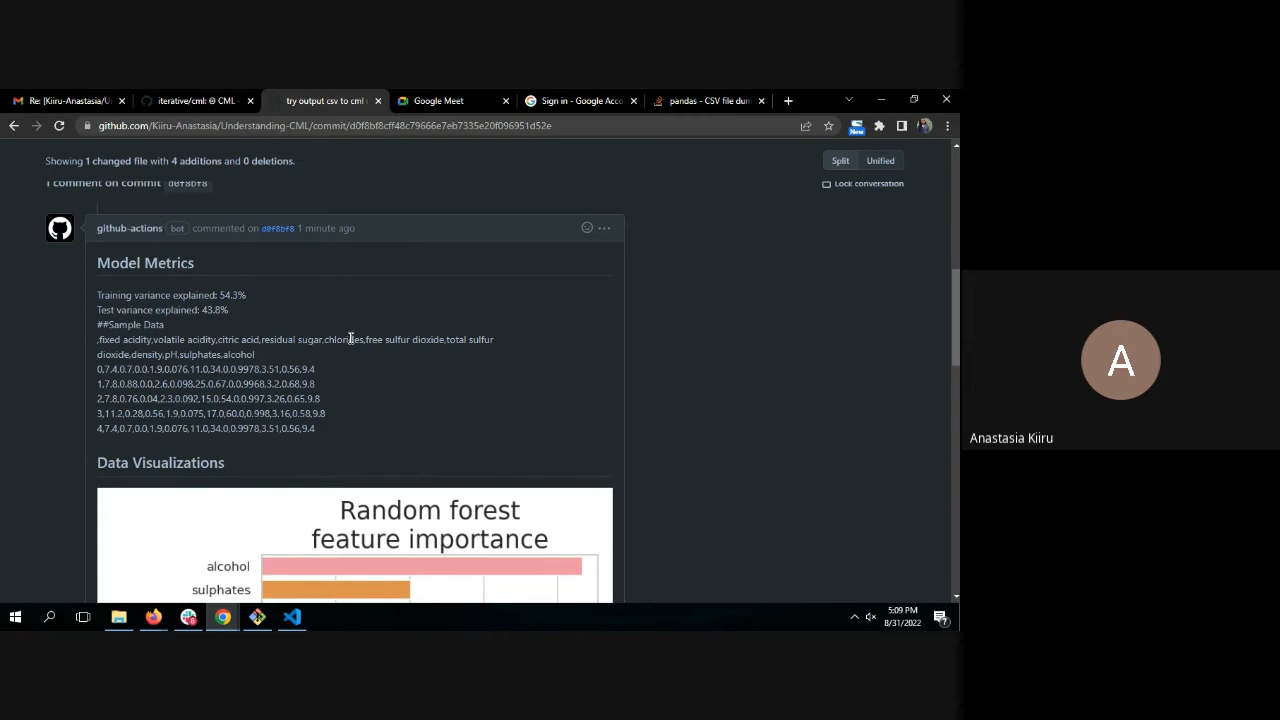 Re: [Kiiru-Anastasia/U
iterative/cml: ♾️ CML -
try output csv to cml
Google Meet
Sign in - Google Acco
pandas - CSV file dum
github.com/Kiiru-Anastasia/Understanding-CML/commit/d0f8bf8cff48c79666e7eb7335e20f096951d52e
New
Showing 1 changed file with 4 additions and 0 deletions.
Split
Unified
1 comment on commit d0f8bf8
Lock conversation
github-actions bot commented on d0f8bf8 1 minute ago
Model Metrics
Training variance explained: 54.3%
Test variance explained: 43.8%
##Sample Data
,fixed acidity,volatile acidity,citric acid,residual sugar,chlorides,free sulfur dioxide,total sulfur
dioxide,density,pH,sulphates,alcohol
0,7.4,0.7,0.0,1.9,0.076,11.0,34.0,0.9978,3.51,0.56,9.4
1,7.8,0.88,0.0,2.6,0.098,25.0,67.0,0.9968,3.2,0.68,9.8
2,7.8,0.76,0.04,2.3,0.092,15.0,54.0,0.997,3.26,0.65,9.8
3,11.2,0.28,0.56,1.9,0.075,17.0,60.0,0.998,3.16,0.58,9.8
4,7.4,0.7,0.0,1.9,0.076,11.0,34.0,0.9978,3.51,0.56,9.4
Data Visualizations
Random forest
feature importance
alcohol
sulphates
A
Anastasia Kiiru
5:09 PM
8/31/2022